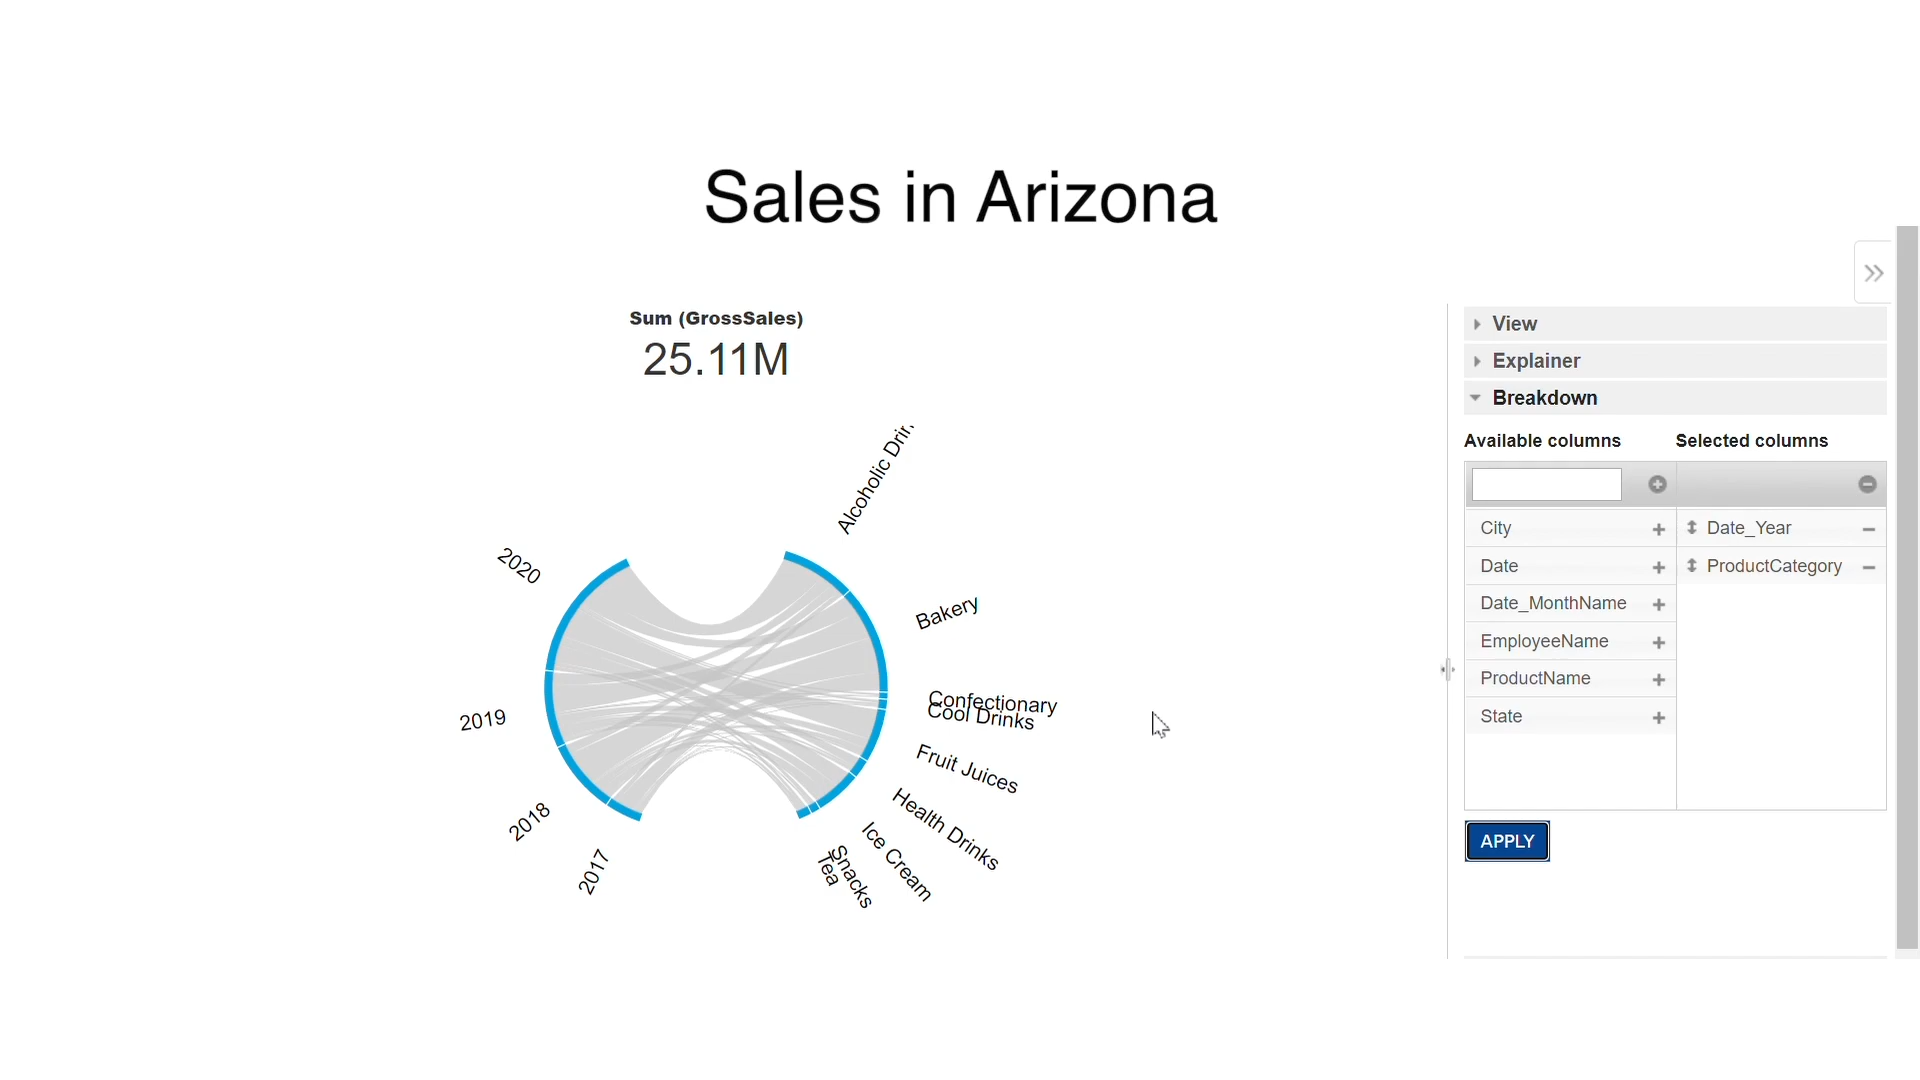 Sales in Arizona
Sum (GrossSales)
25.11M
Alcoholic Drin
Bakery
Confectionary
Cool Drinks
Fruit Juices
Health Drinks
Ice Cream
Snacks
Tea
2017
2018
2019
2020
View
Explainer
Breakdown
Available columns
Selected columns
City
Date
Date_MonthName
EmployeeName
ProductName
State
Date_Year
ProductCategory
APPLY